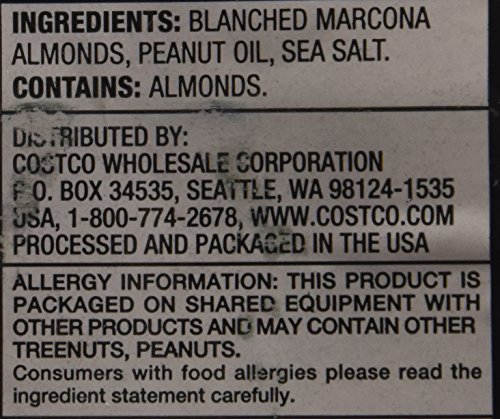 INGREDIENTS: BLANCHED MARCONA
ALMONDS, PEANUT OIL, SEA SALT.
CONTAINS: ALMONDS.
DISTRIBUTED BY:
COSTCO WHOLESALE CORPORATION
P.O. BOX 34535, SEATTLE, WA 98124-1535
USA, 1-800-774-2678, WWW.COSTCO.COM
PROCESSED AND PACKAGED IN THE USA
ALLERGY INFORMATION: THIS PRODUCT IS
PACKAGED ON SHARED EQUIPMENT WITH
OTHER PRODUCTS AND MAY CONTAIN OTHER
TREENUTS, PEANUTS.
Consumers with food allergies please read the
ingredient statement carefully.